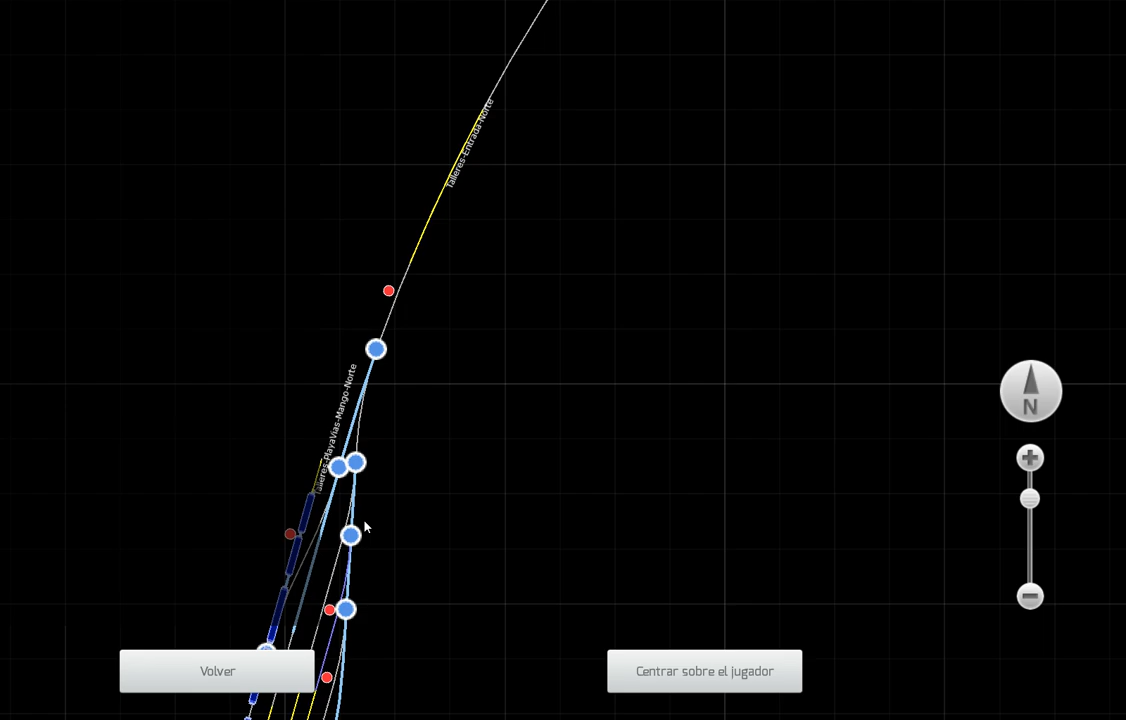 Talleres-Entrada-Norte
Talleres-PlayaVias-Mango-Norte
N
Volver
Centrar sobre el jugador